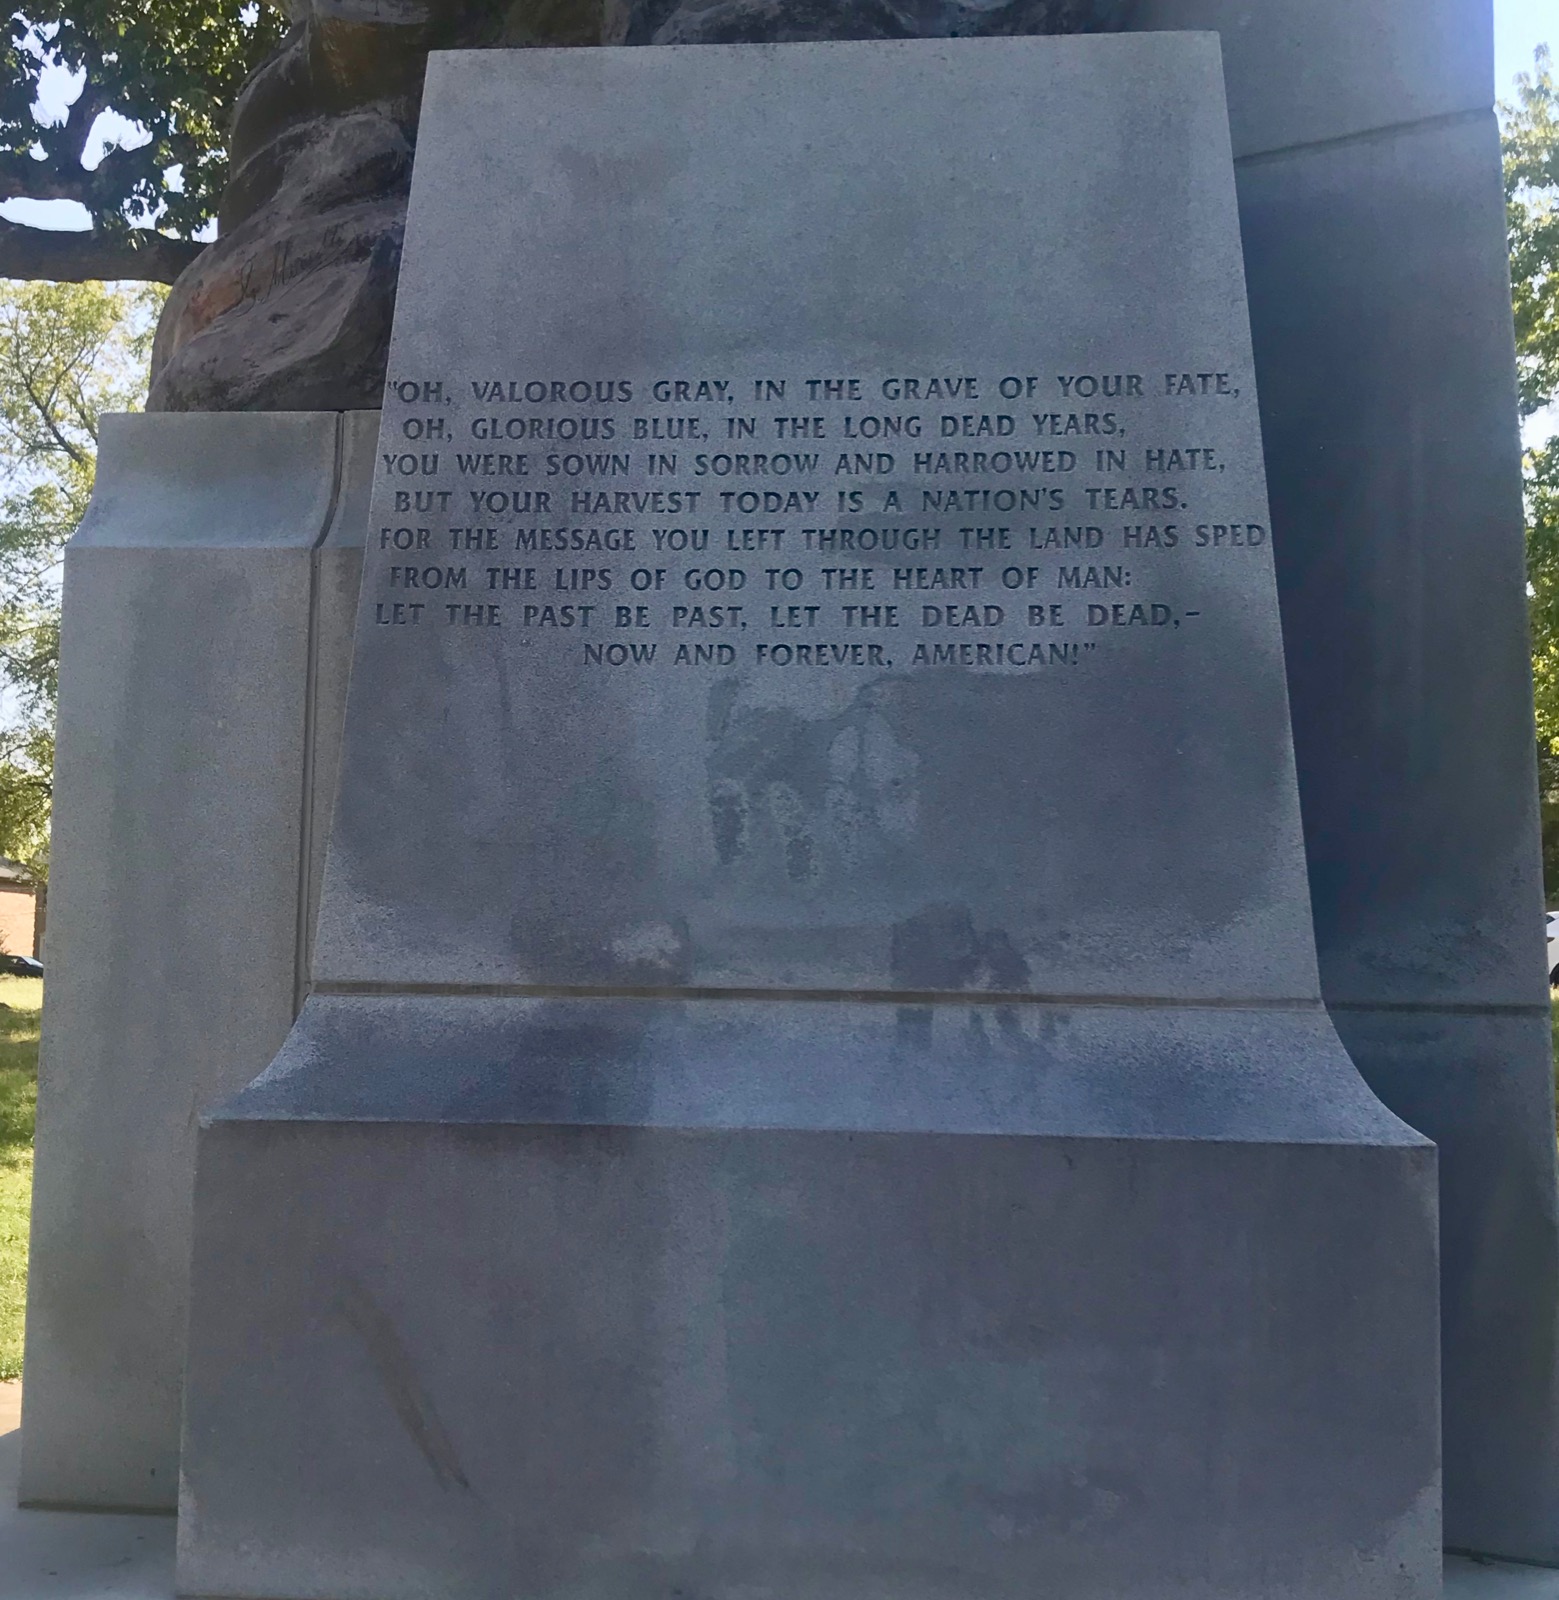 "OH, VALOROUS GRAY, IN THE GRAVE OF YOUR FATE,
OH, GLORIOUS BLUE, IN THE LONG DEAD YEARS,
YOU WERE SOWN IN SORROW AND HARROWED IN HATE,
BUT YOUR HARVEST TODAY IS A NATION'S TEARS.
FOR THE MESSAGE YOU LEFT THROUGH THE LAND HAS SPED
FROM THE LIPS OF GOD TO THE HEART OF MAN:
LET THE PAST BE PAST, LET THE DEAD BE DEAD,–
NOW AND FOREVER, AMERICAN!"